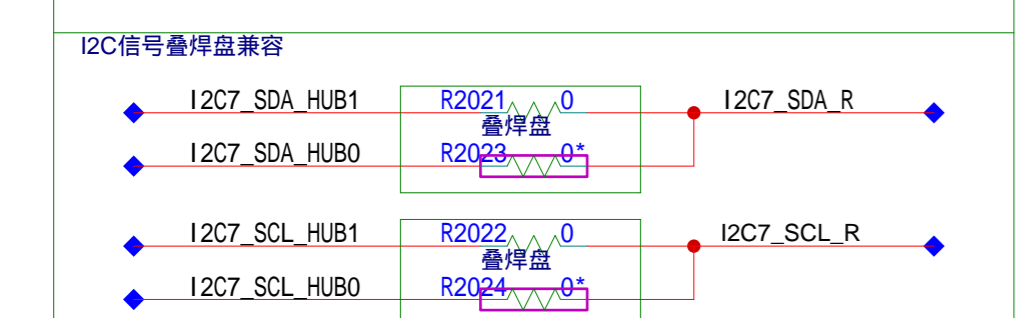 I2C信号叠焊盘兼容
I2C7_SDA_HUB1 R2021 0 I2C7_SDA_R
叠焊盘
I2C7_SDA_HUB0 R2023 0*
I2C7_SCL_HUB1 R2022 0 I2C7_SCL_R
叠焊盘
I2C7_SCL_HUB0 R2024 0*